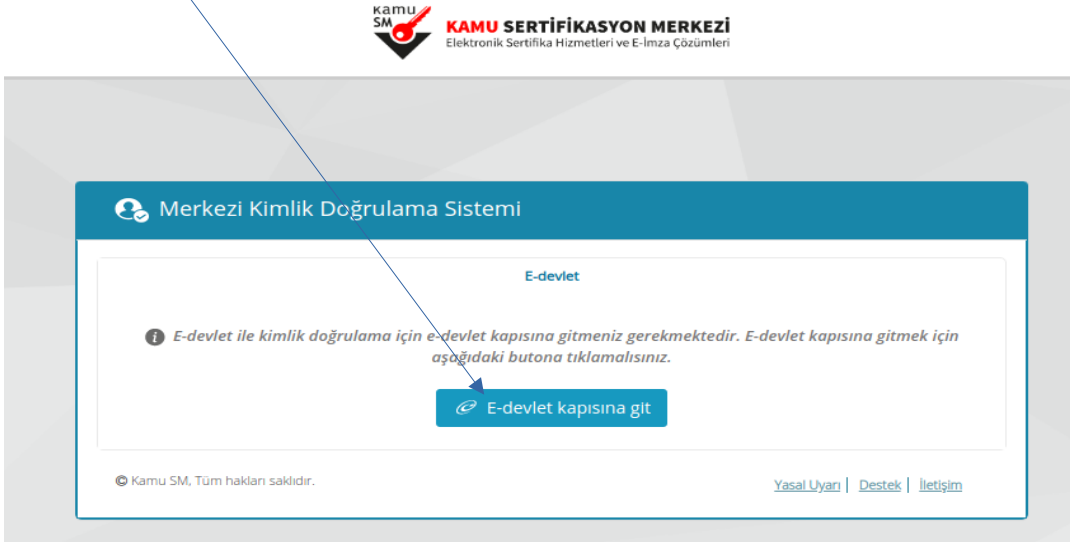 Kamu
SM
KAMU SERTİFİKASYON MERKEZİ
Elektronik Sertifika Hizmetleri ve E-İmza Çözümleri
Merkezi Kimlik Doğrulama Sistemi
E-devlet
E-devlet ile kimlik doğrulama için e-devlet kapısına gitmeniz gerekmektedir. E-devlet kapısına gitmek için
aşağıdaki butona tıklamalısınız.
E-devlet kapısına git
© Kamu SM, Tüm hakları saklıdır.
Yasal Uyarı | Destek | İletişim